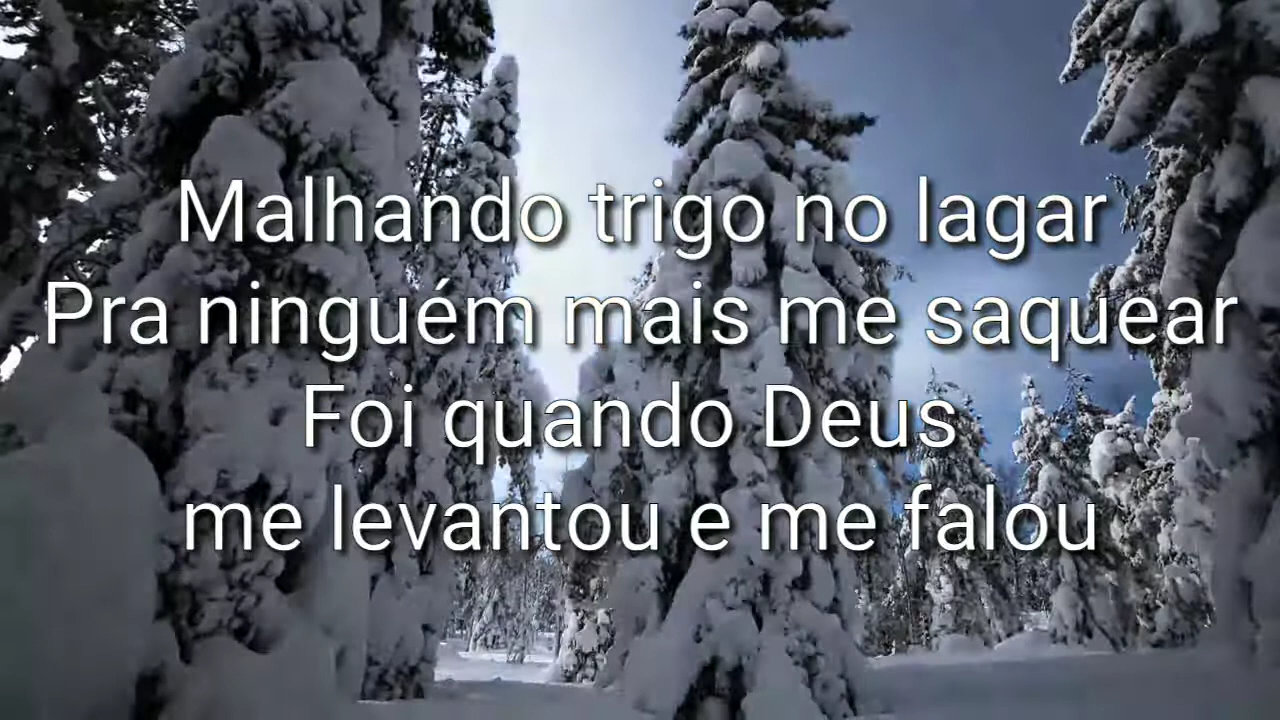 Malhando trigo no lagar
Pra ninguém mais me saquear
Foi quando Deus
me levantou e me falou